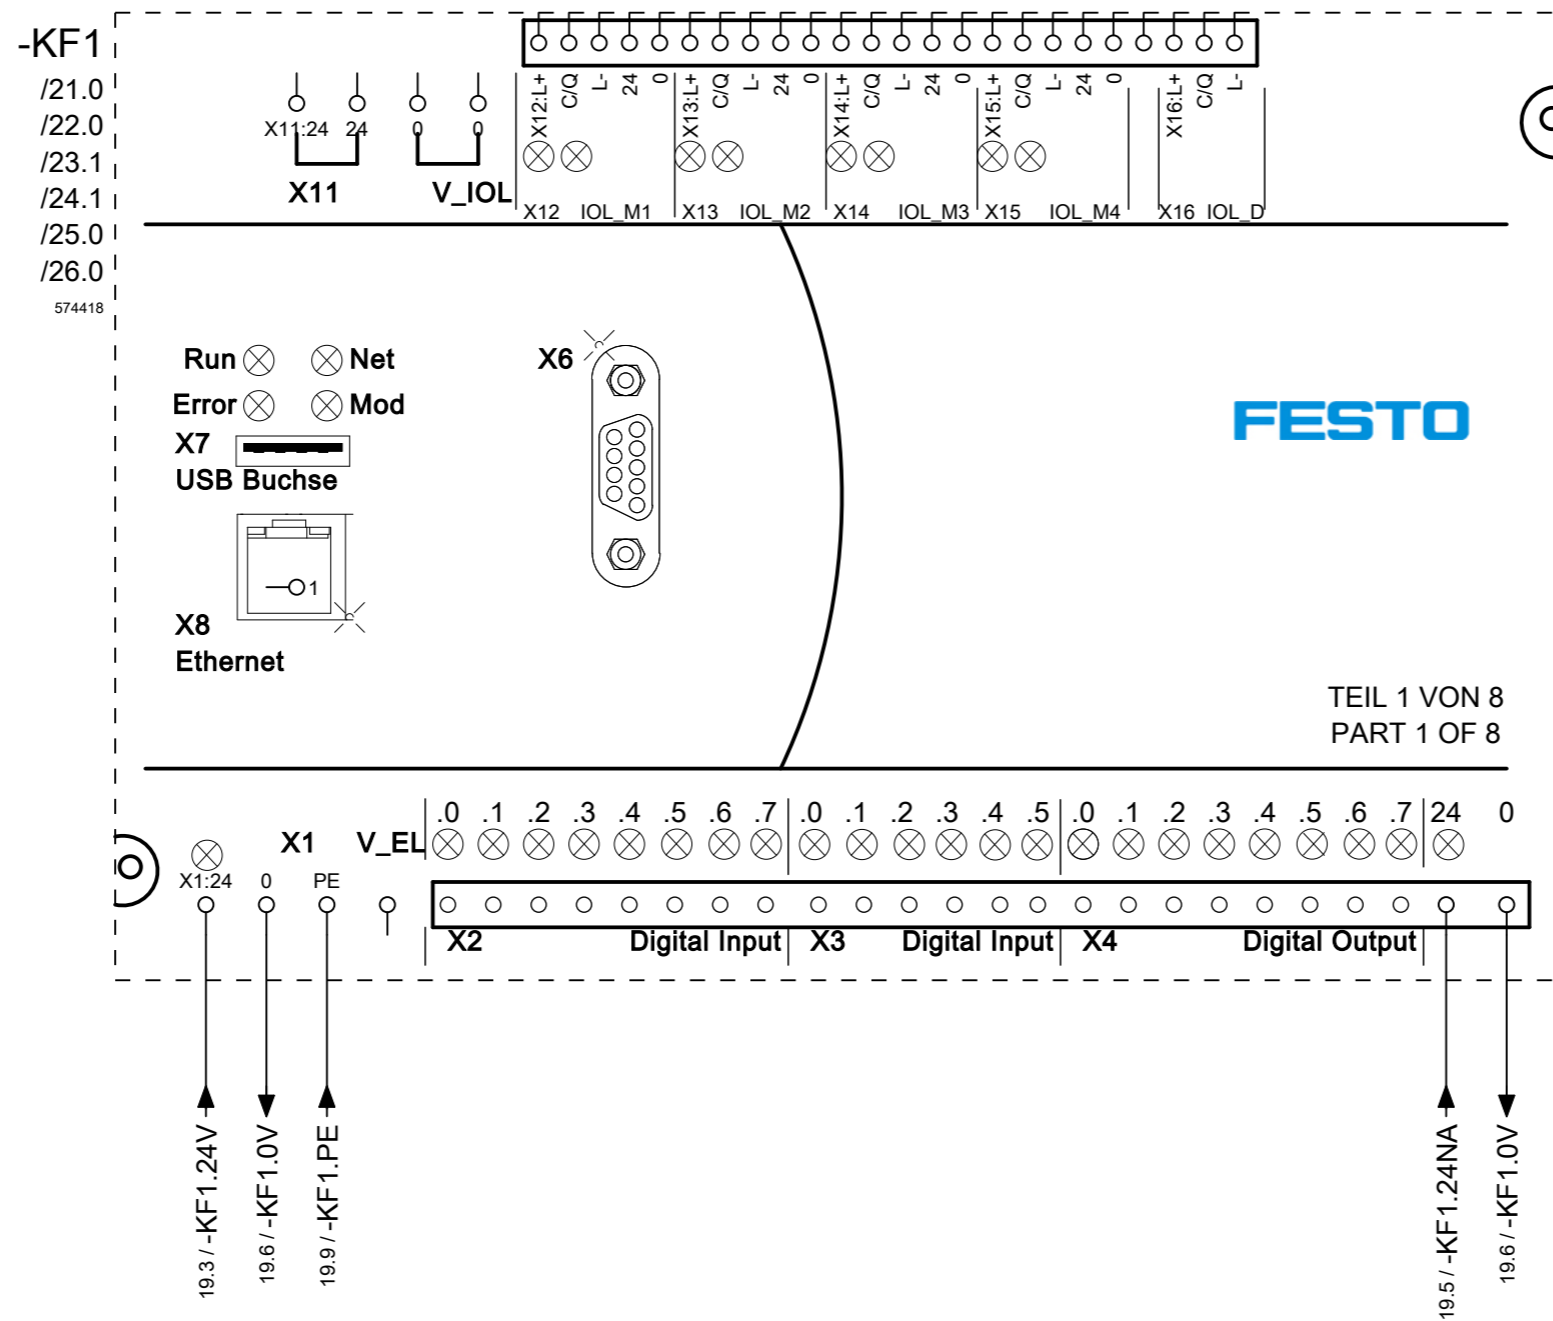 -KF1
/21.0
/22.0
/23.1
/24.1
/25.0
/26.0
574418
X11:24 24 0 0
X11 V_IOL
X12:L+ C/Q L- 24 0 X13:L+ C/Q L- 24 0 X14:L+ C/Q L- 24 0 X15:L+ C/Q L- 24 0 X16:L+ C/Q L-
X12 IOL_M1 X13 IOL_M2 X14 IOL_M3 X15 IOL_M4 X16 IOL_D
Run Net
Error Mod
X7
USB Buchse
1
X8
Ethernet
X6
FESTO
TEIL 1 VON 8
PART 1 OF 8
.0 .1 .2 .3 .4 .5 .6 .7 .0 .1 .2 .3 .4 .5 .0 .1 .2 .3 .4 .5 .6 .7 24 0
X1 V_EL
X1:24 0 PE
X2 Digital Input X3 Digital Input X4 Digital Output
19.3 / -KF1.24V
19.6 / -KF1.0V
19.9 / -KF1.PE
19.5 / -KF1.24NA
19.6 / -KF1.0V